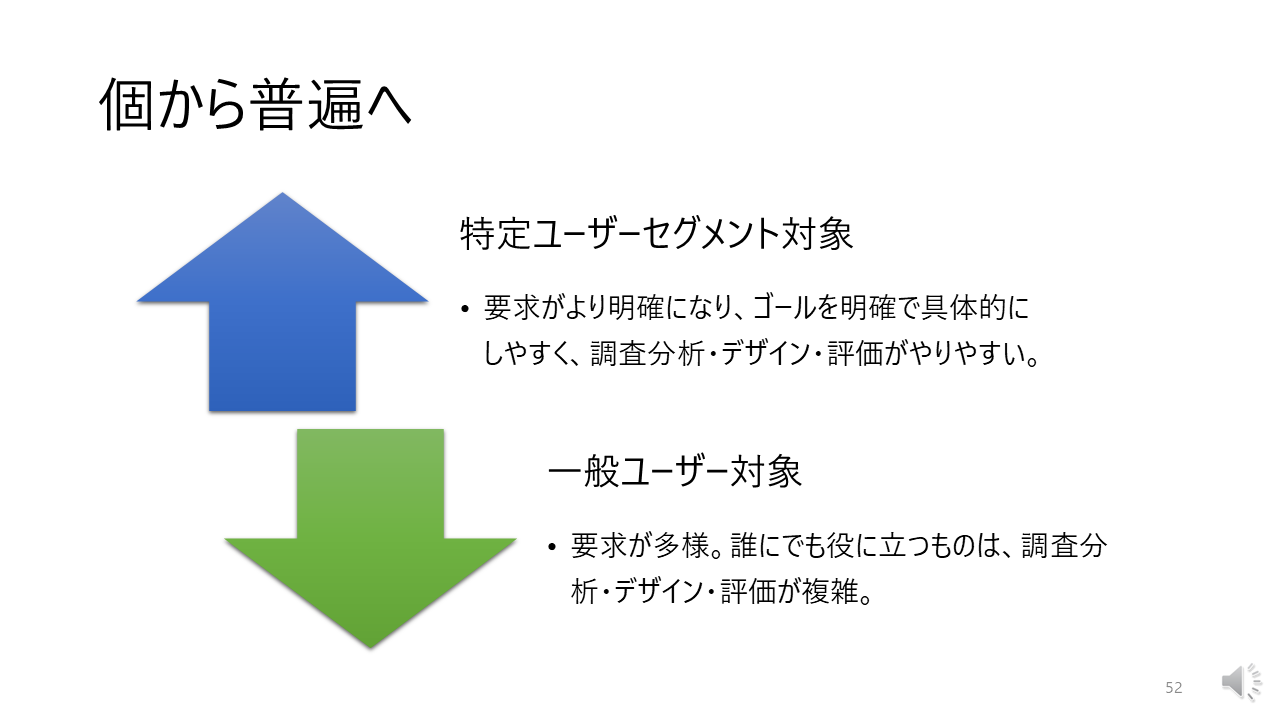 個から普遍へ
特定ユーザーセグメント対象
• 要求がより明確になり、ゴールを明確で具体的に
しやすく、調査分析・デザイン・評価がやりやすい。
一般ユーザー対象
• 要求が多様。誰にでも役に立つものは、調査分
析・デザイン・評価が複雑。
52